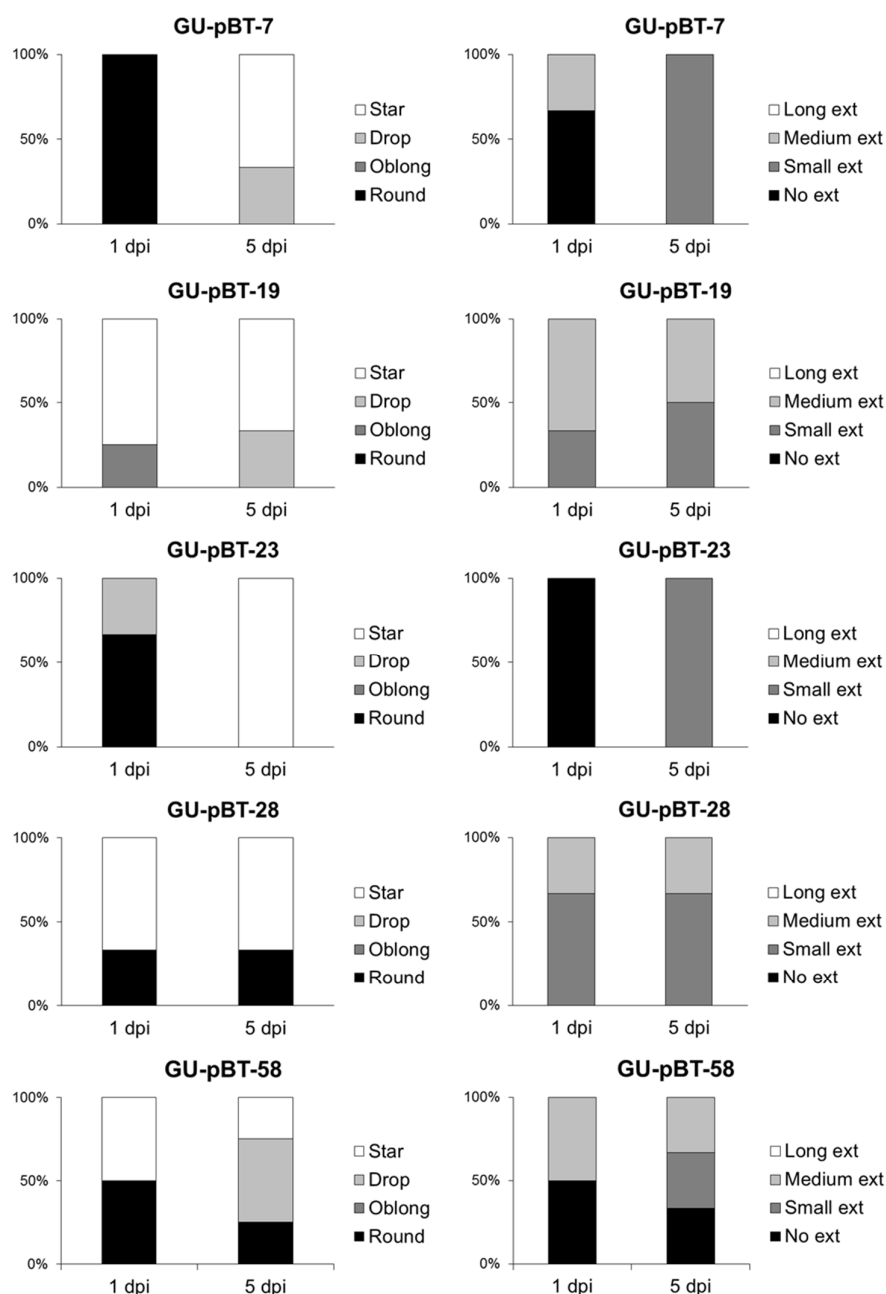 GU-pBT-7
100%
50%
0%
1 dpi
5 dpi
Star
Drop
Oblong
Round
GU-pBT-7
100%
50%
0%
1 dpi
5 dpi
Long ext
Medium ext
Small ext
No ext
GU-pBT-19
100%
50%
0%
1 dpi
5 dpi
Star
Drop
Oblong
Round
GU-pBT-19
100%
50%
0%
1 dpi
5 dpi
Long ext
Medium ext
Small ext
No ext
GU-pBT-23
100%
50%
0%
1 dpi
5 dpi
Star
Drop
Oblong
Round
GU-pBT-23
100%
50%
0%
1 dpi
5 dpi
Long ext
Medium ext
Small ext
No ext
GU-pBT-28
100%
50%
0%
1 dpi
5 dpi
Star
Drop
Oblong
Round
GU-pBT-28
100%
50%
0%
1 dpi
5 dpi
Long ext
Medium ext
Small ext
No ext
GU-pBT-58
100%
50%
0%
1 dpi
5 dpi
Star
Drop
Oblong
Round
GU-pBT-58
100%
50%
0%
1 dpi
5 dpi
Long ext
Medium ext
Small ext
No ext